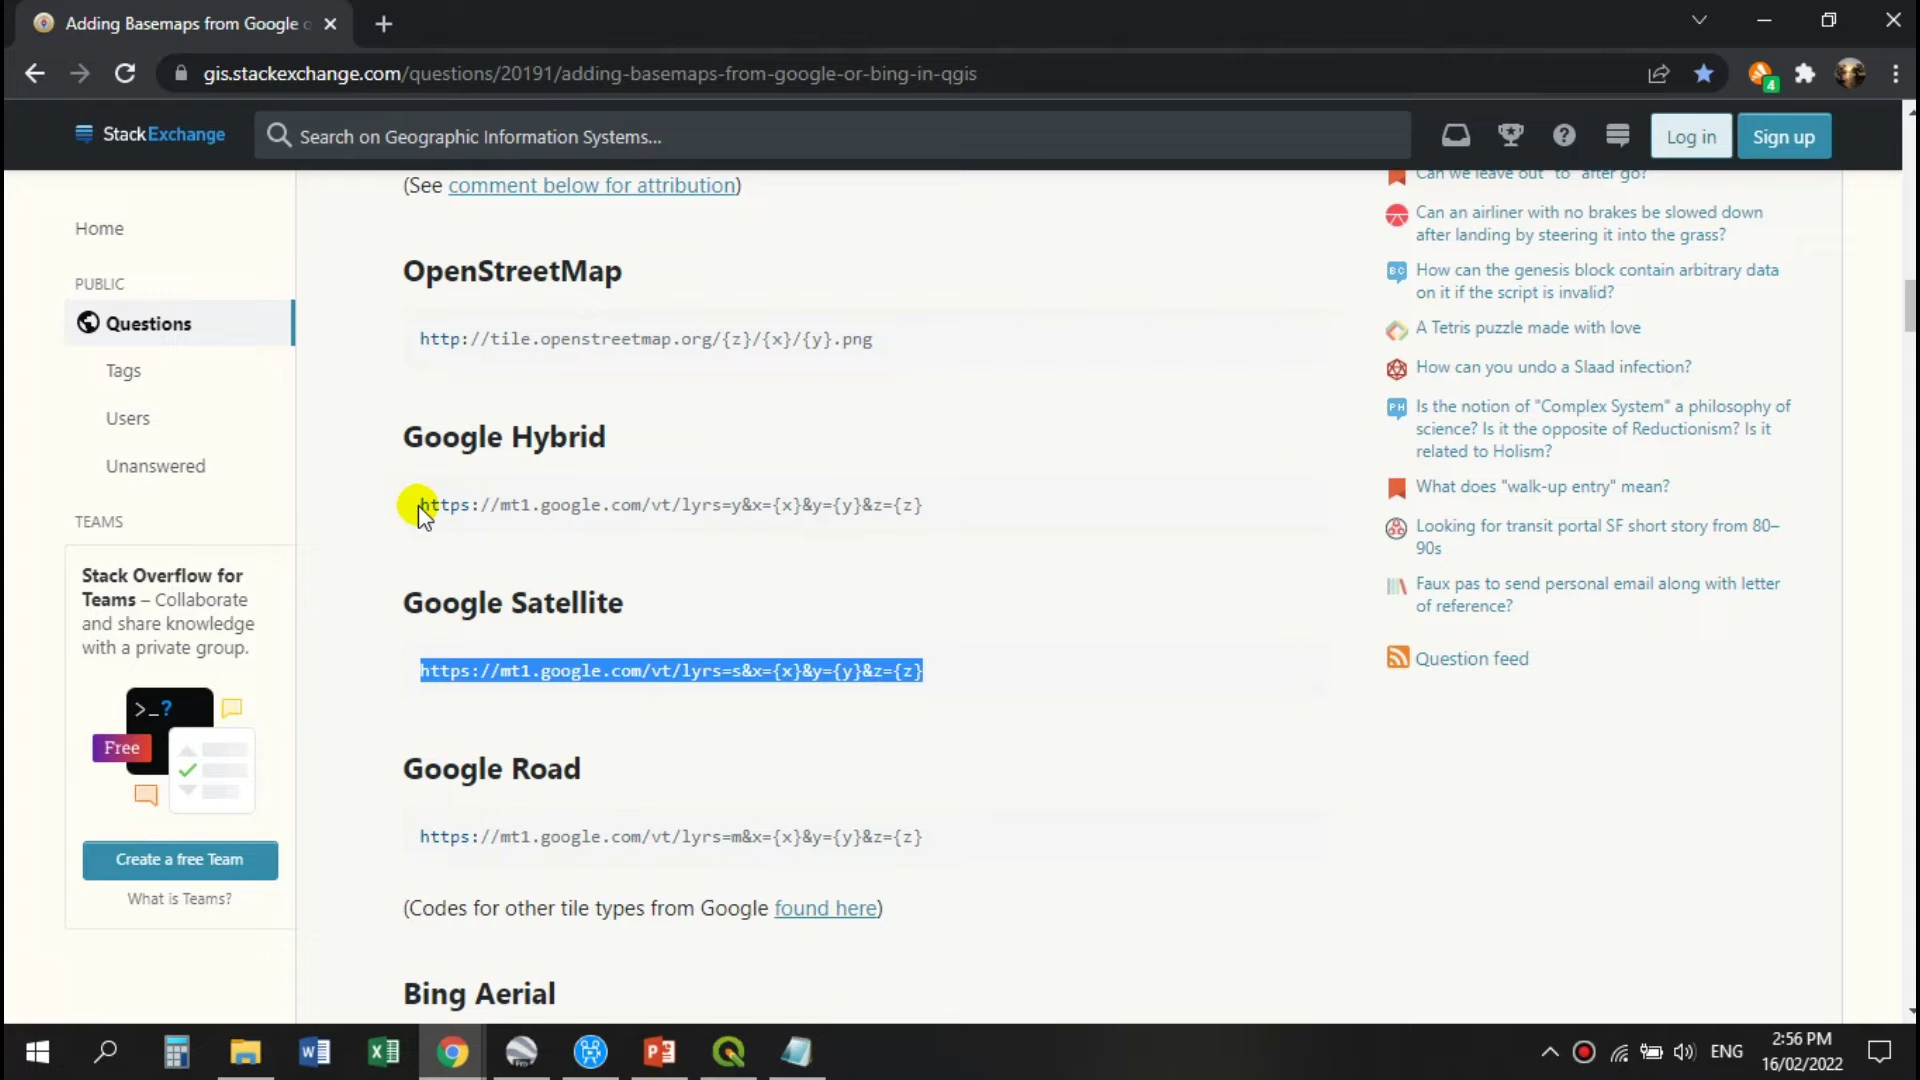 Adding Basemaps from Google o
gis.stackexchange.com/questions/20191/adding-basemaps-from-google-or-bing-in-qgis
4
StackExchange
Search on Geographic Information Systems...
Log in
Sign up
Home
PUBLIC
Questions
Tags
Users
Unanswered
TEAMS
Stack Overflow for
Teams – Collaborate
and share knowledge
with a private group.
>_?
Free
Create a free Team
What is Teams?
(See comment below for attribution)
OpenStreetMap
http://tile.openstreetmap.org/{z}/{x}/{y}.png
Google Hybrid
https://mt1.google.com/vt/lyrs=y&x={x}&y={y}&z={z}
Google Satellite
https://mt1.google.com/vt/lyrs=s&x={x}&y={y}&z={z}
Google Road
https://mt1.google.com/vt/lyrs=m&x={x}&y={y}&z={z}
(Codes for other tile types from Google found here)
Bing Aerial
Can we leave out "to" after go?
Can an airliner with no brakes be slowed down
after landing by steering it into the grass?
BC
How can the genesis block contain arbitrary data
on it if the script is invalid?
A Tetris puzzle made with love
How can you undo a Slaad infection?
PH
Is the notion of "Complex System" a philosophy of
science? Is it the opposite of Reductionism? Is it
related to Holism?
What does "walk-up entry" mean?
Looking for transit portal SF short story from 80–
90s
Faux pas to send personal email along with letter
of reference?
Question feed
ENG
2:56 PM
16/02/2022